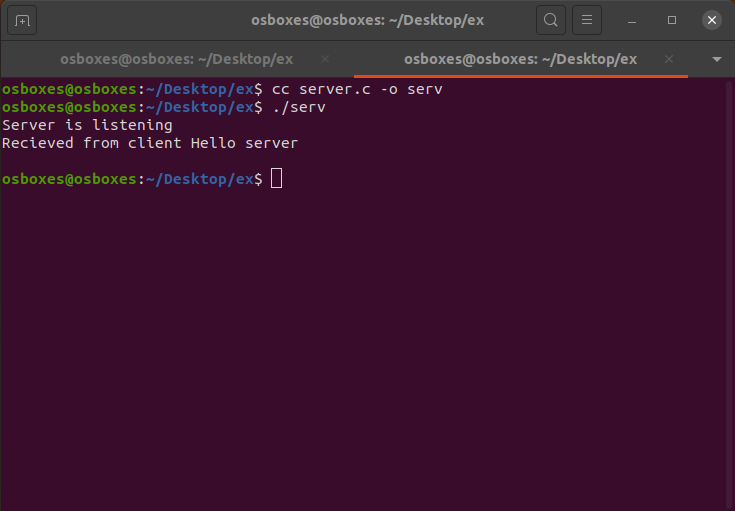 osboxes@osboxes: ~/Desktop/ex
osboxes@osboxes: ~/Desktop/ex
osboxes@osboxes: ~/Desktop/ex
osboxes@osboxes:~/Desktop/ex$ cc server.c -o serv
osboxes@osboxes:~/Desktop/ex$ ./serv
Server is listening
Recieved from client Hello server
osboxes@osboxes:~/Desktop/ex$